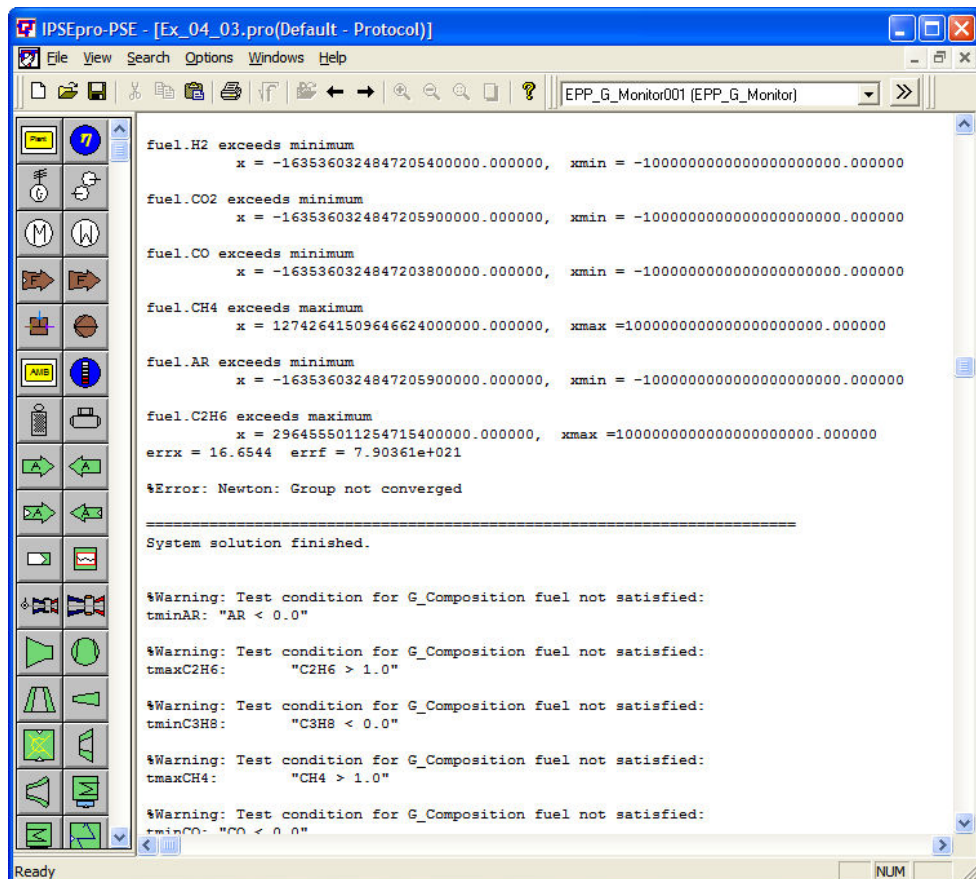 IPSEpro-PSE - [Ex_04_03.pro(Default - Protocol)]
File View Search Options Windows Help
EPP_G_Monitor001 (EPP_G_Monitor)
fuel.H2 exceeds minimum
x = -1635360324847205400000.000000, xmin = -1000000000000000000000.000000
fuel.CO2 exceeds minimum
x = -1635360324847205900000.000000, xmin = -1000000000000000000000.000000
fuel.CO exceeds minimum
x = -1635360324847203800000.000000, xmin = -1000000000000000000000.000000
fuel.CH4 exceeds maximum
x = 12742641509646624000000.000000, xmax =1000000000000000000000.000000
fuel.AR exceeds minimum
x = -1635360324847205900000.000000, xmin = -1000000000000000000000.000000
fuel.C2H6 exceeds maximum
x = 2964555011254715400000.000000, xmax =1000000000000000000000.000000
errx = 16.6544 errf = 7.90361e+021
%Error: Newton: Group not converged
========================================================================
System solution finished.
%Warning: Test condition for G_Composition fuel not satisfied:
tminAR: "AR < 0.0"
%Warning: Test condition for G_Composition fuel not satisfied:
tmaxC2H6: "C2H6 > 1.0"
%Warning: Test condition for G_Composition fuel not satisfied:
tminC3H8: "C3H8 < 0.0"
%Warning: Test condition for G_Composition fuel not satisfied:
tmaxCH4: "CH4 > 1.0"
%Warning: Test condition for G_Composition fuel not satisfied:
tminCO: "CO < 0.0"
Ready
NUM